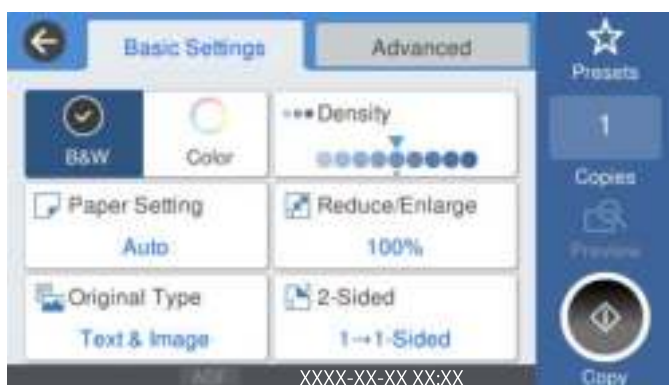 Basic Settings
Advanced
Presets
B&W
Color
Density
1
Copies
Paper Setting
Auto
Reduce/Enlarge
100%
Preview
Original Type
Text & Image
2-Sided
1→1-Sided
ADF
XXXX-XX-XX XX:XX
Copy